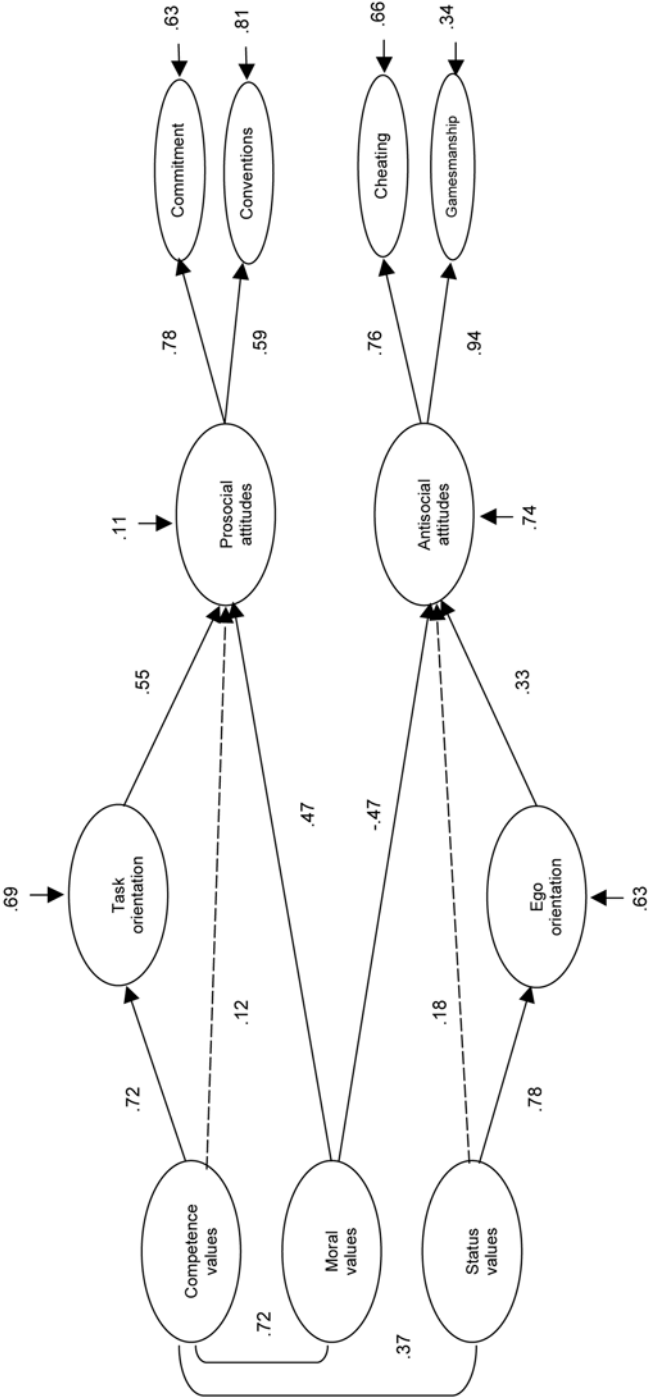 .63
.81
.66
.34
Commitment
Conventions
Cheating
Gamesmanship
.78
.59
.76
.94
.11
Prosocial
attitudes
Antisocial
attitudes
.74
.55
.47
-.47
.33
.69
Task
orientation
Ego
orientation
.63
.72
.12
.18
.78
Competence
values
Moral
values
Status
values
.72
.37